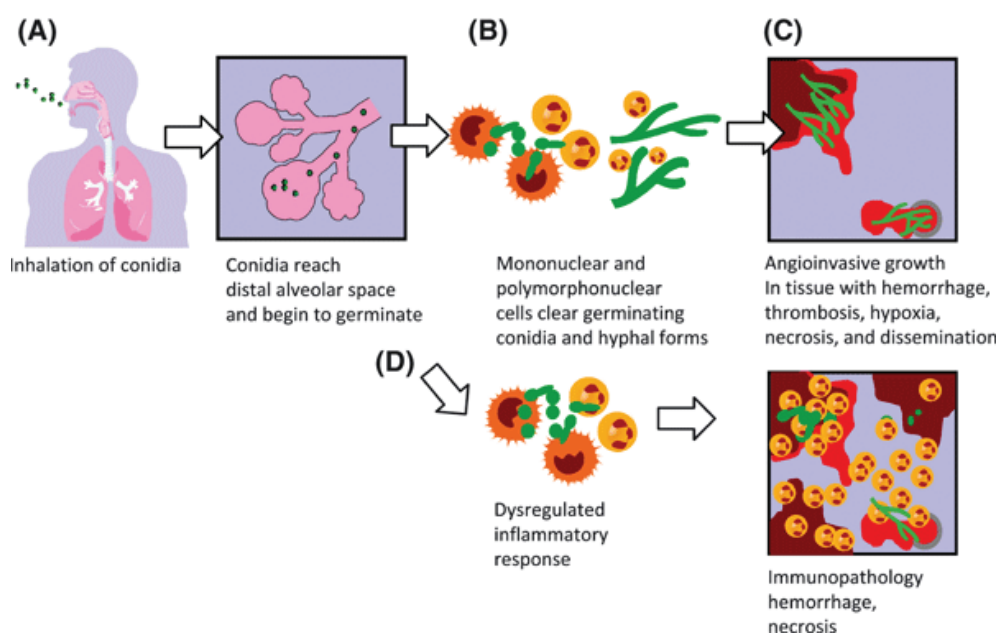 (A)
Inhalation of conidia
Conidia reach
distal alveolar space
and begin to germinate
(B)
Mononuclear and
polymorphonuclear
cells clear germinating
conidia and hyphal forms
(C)
Angioinvasive growth
In tissue with hemorrhage,
thrombosis, hypoxia,
necrosis, and dissemination
(D)
Dysregulated
inflammatory
response
Immunopathology
hemorrhage,
necrosis